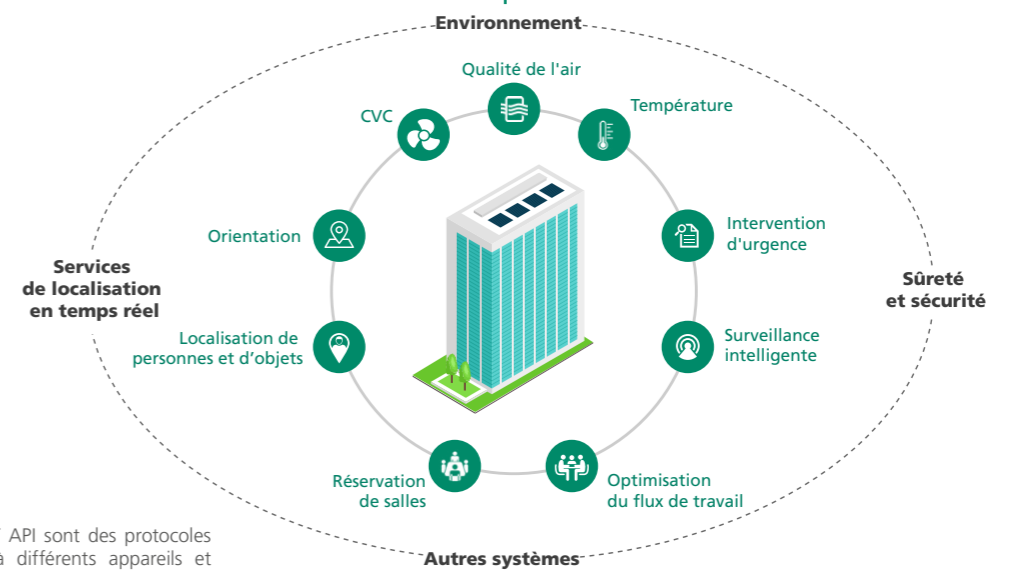 Environnement
Qualité de l'air
CVC
Température
Orientation
Intervention
d'urgence
Services
de localisation
en temps réel
Sûreté
et sécurité
Localisation de
personnes et d’objets
Surveillance
intelligente
Réservation
de salles
Optimisation
du flux de travail
API sont des protocoles
à différents appareils et
Autres systèmes